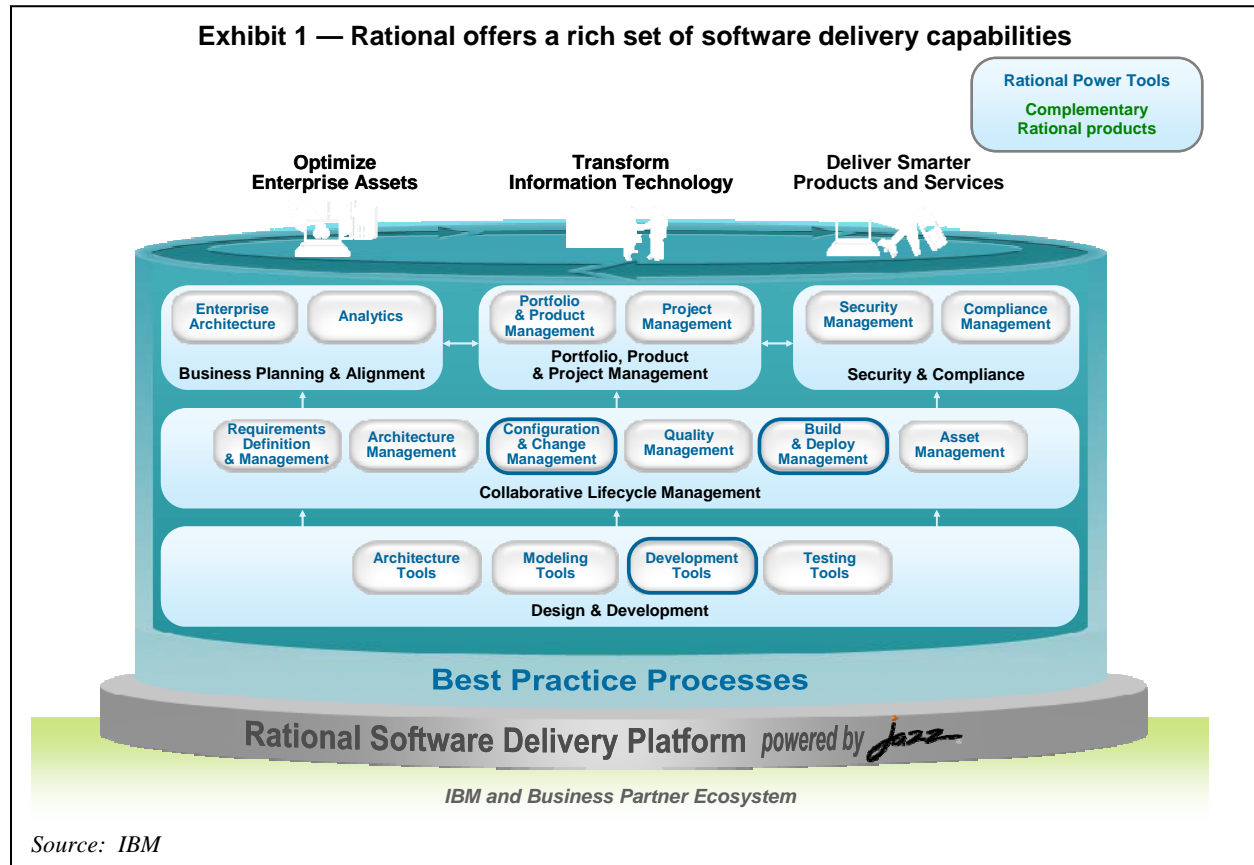 Exhibit 1 — Rational offers a rich set of software delivery capabilities
Rational Power Tools
Complementary
Rational products
Optimize
Enterprise Assets
Transform
Information Technology
Deliver Smarter
Products and Services
Enterprise
Architecture
Analytics
Business Planning & Alignment
Portfolio
& Product
Management
Project
Management
Portfolio, Product
& Project Management
Security
Management
Compliance
Management
Security & Compliance
Requirements
Definition
& Management
Architecture
Management
Configuration
& Change
Management
Quality
Management
Build
& Deploy
Management
Asset
Management
Collaborative Lifecycle Management
Architecture
Tools
Modeling
Tools
Development
Tools
Testing
Tools
Design & Development
Best Practice Processes
Rational Software Delivery Platform powered by jazz
IBM and Business Partner Ecosystem
Source: IBM